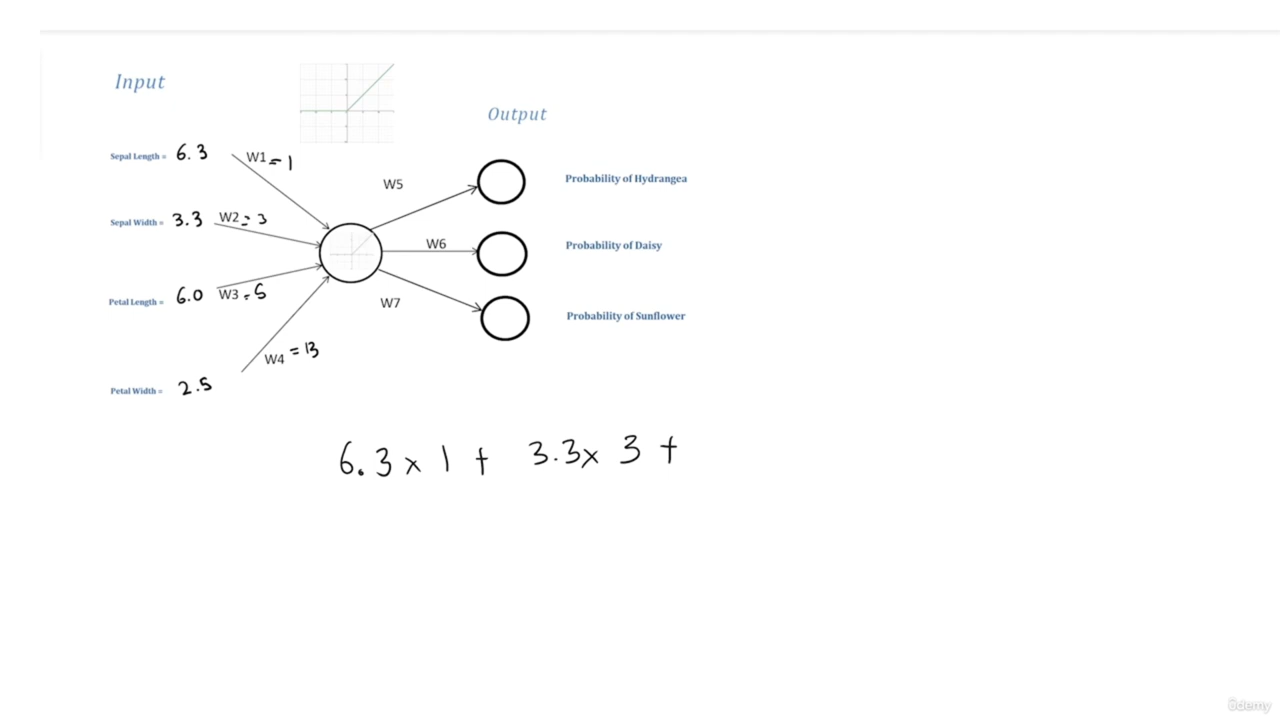 Input
Output
Sepal Length = 6.3
W1 = 1
W5
Probability of Hydrangea
Sepal Width = 3.3
W2 = 3
W6
Probability of Daisy
Petal Length = 6.0
W3 = 5
W7
Probability of Sunflower
W4 = 13
Petal Width = 2.5
6.3 x 1 + 3.3 x 3 +
ûdemy